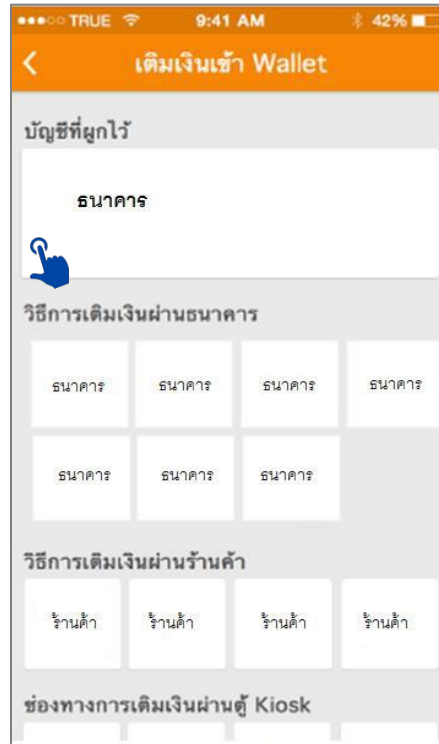 TRUE 9:41 AM 42%
เติมเงินเข้า Wallet
บัญชีที่ผูกไว้
ธนาคาร
วิธีการเติมเงินผ่านธนาคาร
ธนาคาร ธนาคาร ธนาคาร ธนาคาร
ธนาคาร ธนาคาร ธนาคาร
วิธีการเติมเงินผ่านร้านค้า
ร้านค้า ร้านค้า ร้านค้า ร้านค้า
ช่องทางการเติมเงินผ่านตู้ Kiosk